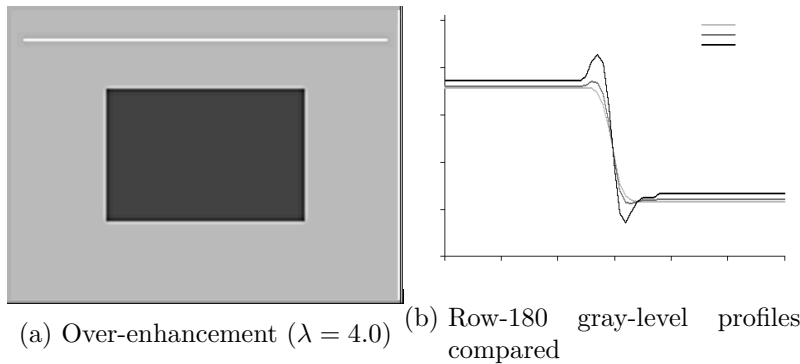 (a) Over-enhancement (λ = 4.0)
(b) Row-180 gray-level profiles
compared